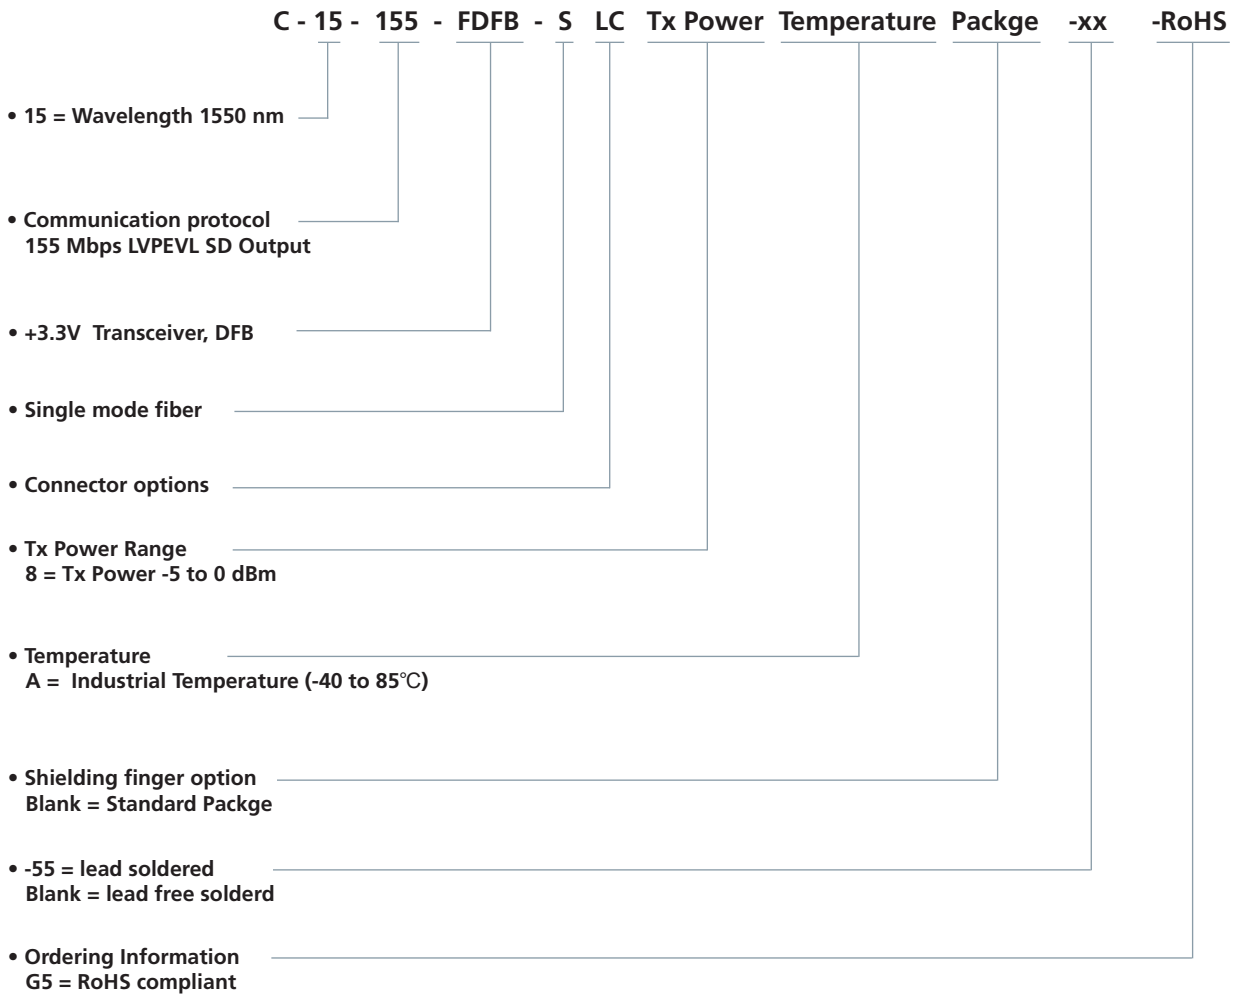 C - 15 - 155 - FDFB - S LC Tx Power Temperature Packge -xx -RoHS
• 15 = Wavelength 1550 nm
• Communication protocol
155 Mbps LVPEVL SD Output
• +3.3V Transceiver, DFB
• Single mode fiber
• Connector options
• Tx Power Range
8 = Tx Power -5 to 0 dBm
• Temperature
A = Industrial Temperature (-40 to 85℃)
• Shielding finger option
Blank = Standard Packge
• -55 = lead soldered
Blank = lead free solderd
• Ordering Information
G5 = RoHS compliant